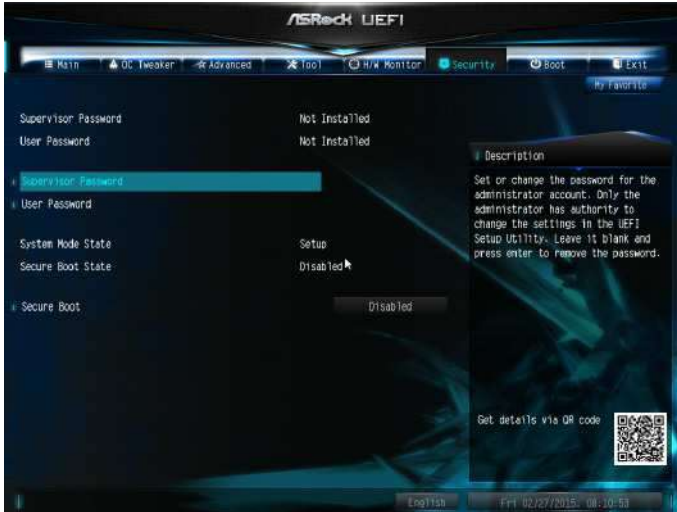 ASRock UEFI
Main OC Tweaker Advanced Tool H/W Monitor Security Boot Exit
My Favorite
Supervisor Password Not Installed
User Password Not Installed
Supervisor Password
User Password
System Mode State Setup
Secure Boot State Disabled
Secure Boot Disabled
Description
Set or change the password for the
administrator account. Only the
administrator has authority to
change the settings in the UEFI
Setup Utility. Leave it blank and
press enter to remove the password.
Get details via QR code
English Fri 02/27/2015. 08:10:53